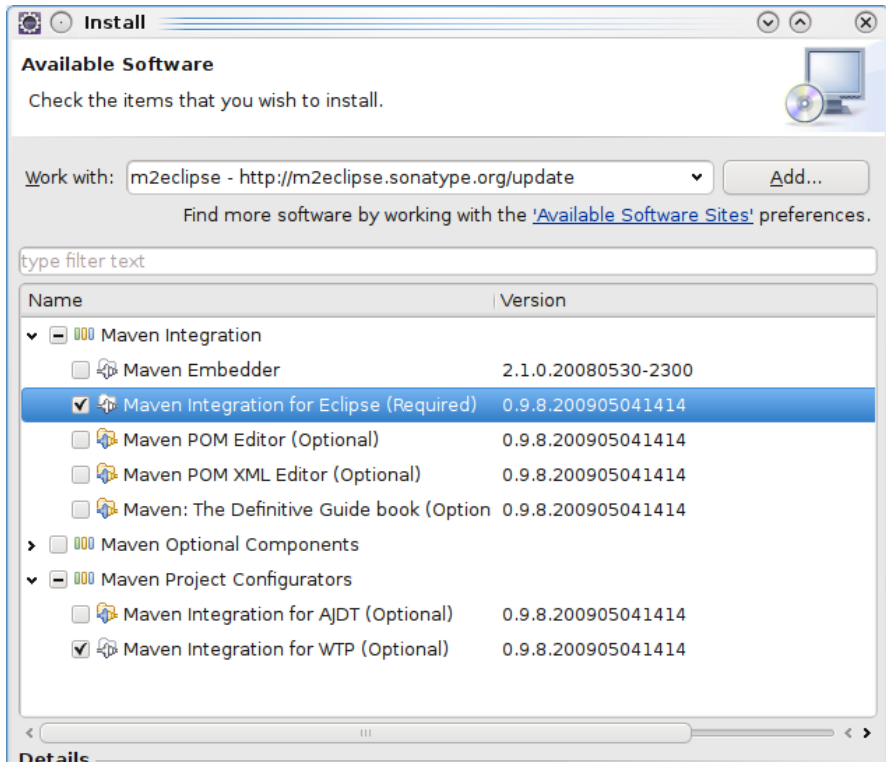 Install
Available Software
Check the items that you wish to install.
Work with: m2eclipse - http://m2eclipse.sonatype.org/update Add...
Find more software by working with the 'Available Software Sites' preferences.
type filter text
Name Version
Maven Integration
Maven Embedder 2.1.0.20080530-2300
Maven Integration for Eclipse (Required) 0.9.8.200905041414
Maven POM Editor (Optional) 0.9.8.200905041414
Maven POM XML Editor (Optional) 0.9.8.200905041414
Maven: The Definitive Guide book (Option 0.9.8.200905041414
Maven Optional Components
Maven Project Configurators
Maven Integration for AJDT (Optional) 0.9.8.200905041414
Maven Integration for WTP (Optional) 0.9.8.200905041414
Details